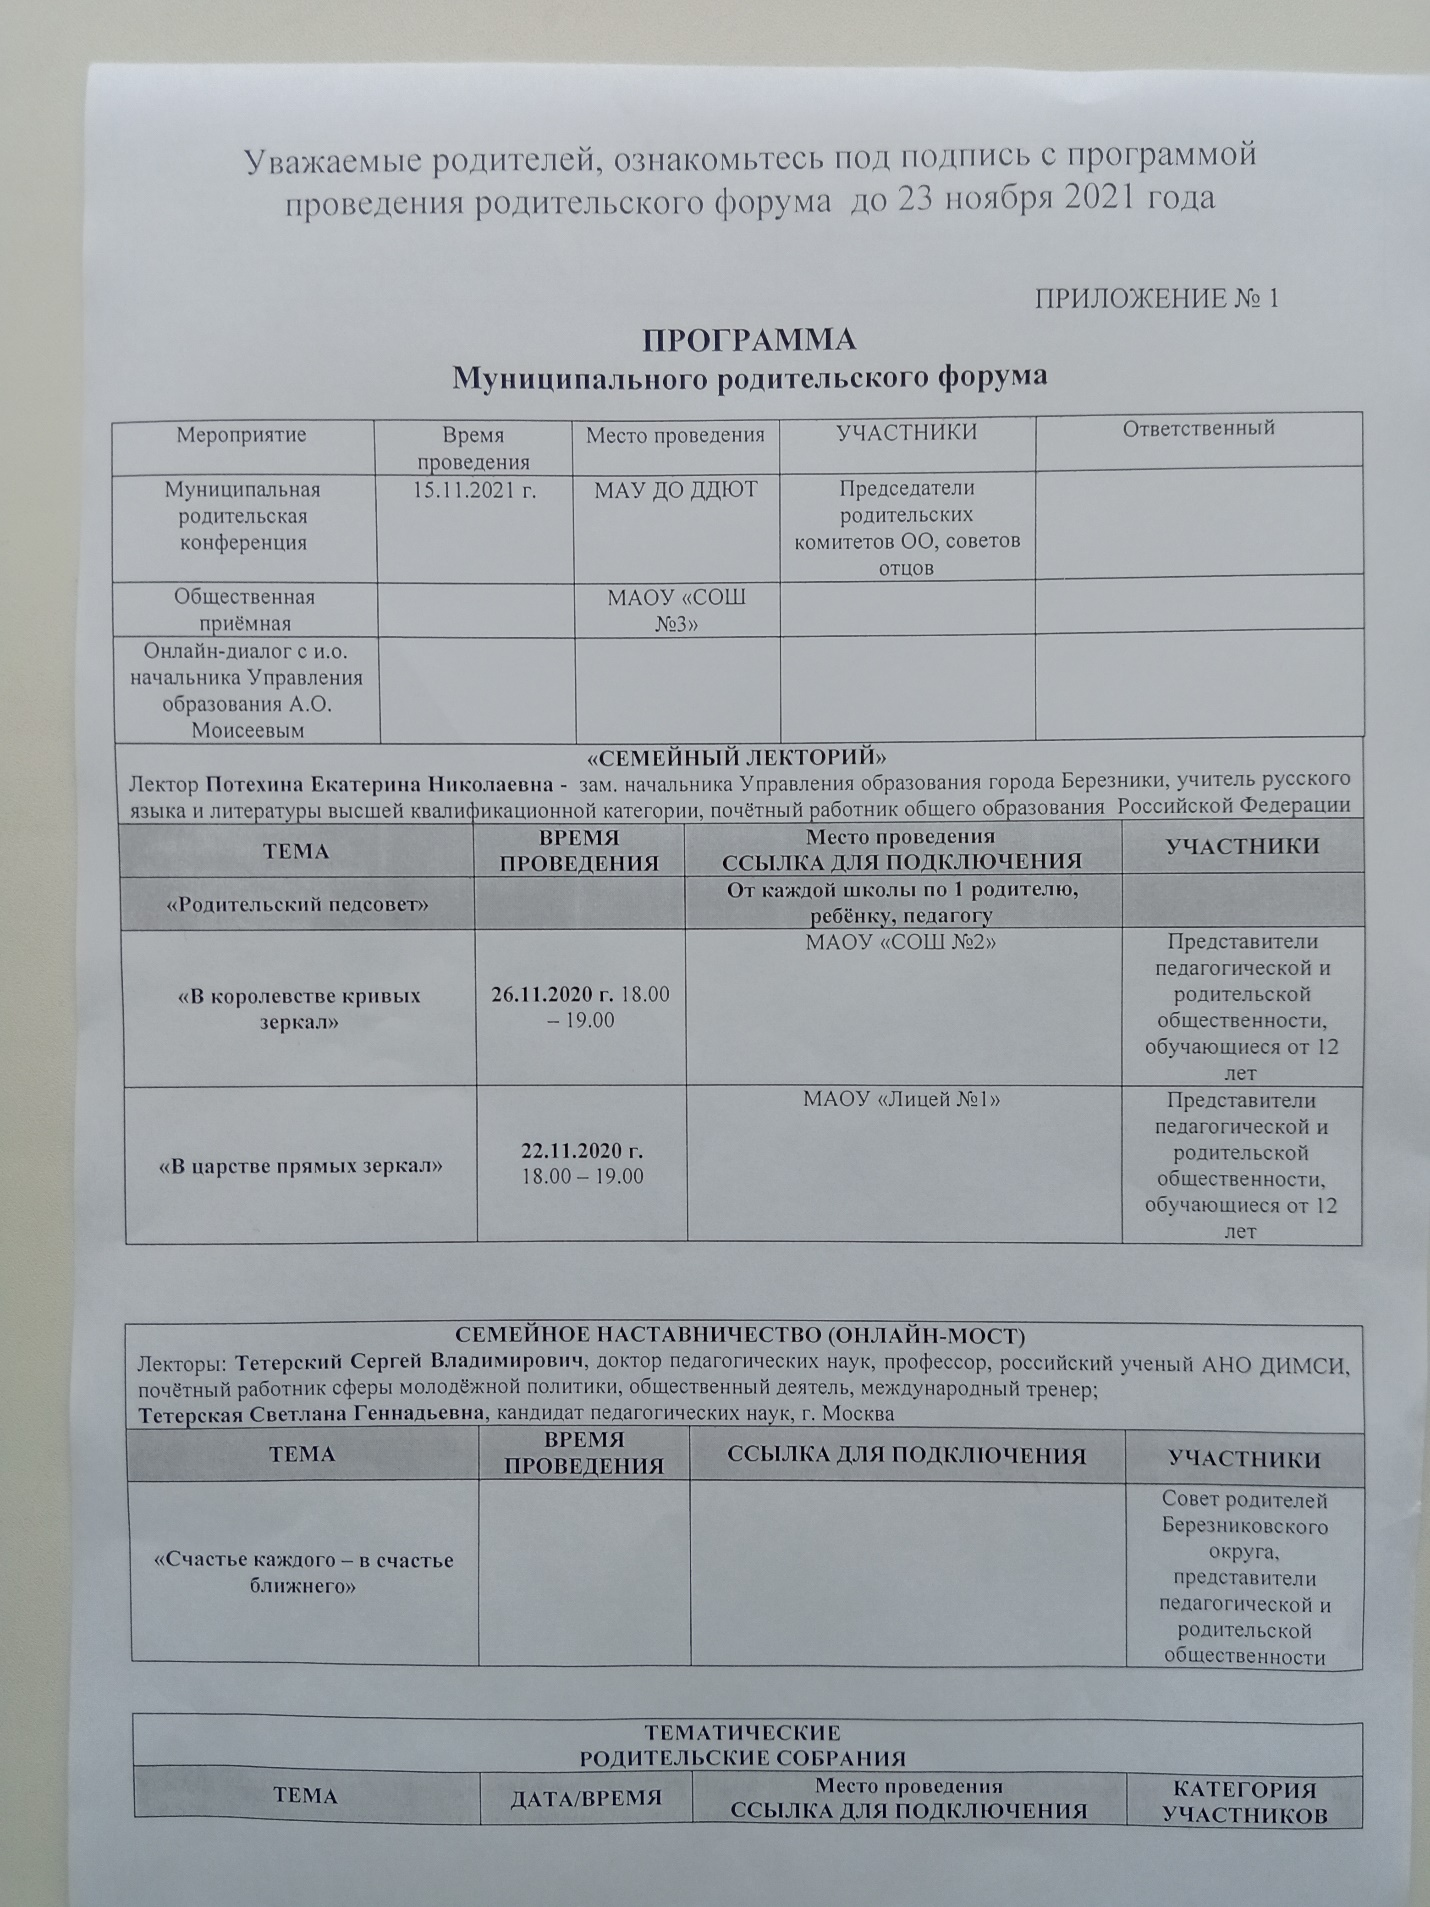 Уважаемые родителей, ознакомьтесь под подпись с программой
проведения родительского форума до 23 ноября 2021 года
ПРИЛОЖЕНИЕ № 1
ПРОГРАММА
Муниципального родительского форума
Мероприятие
Время
проведения
Место проведения
УЧАСТНИКИ
Ответственный
Муниципальная
родительская
конференция
15.11.2021 г.
МАУ ДО ДДЮТ
Председатели
родительских
комитетов ОО, советов
отцов
Общественная
приёмная
МАОУ «СОШ
№3»
Онлайн-диалог с и.о.
начальника Управления
образования А.О.
Моисеевым
«СЕМЕЙНЫЙ ЛЕКТОРИЙ»
Лектор Потехина Екатерина Николаевна - зам. начальника Управления образования города Березники, учитель русского
языка и литературы высшей квалификационной категории, почётный работник общего образования Российской Федерации
ТЕМА
ВРЕМЯ
ПРОВЕДЕНИЯ
Место проведения
ССЫЛКА ДЛЯ ПОДКЛЮЧЕНИЯ
УЧАСТНИКИ
«Родительский педсовет»
От каждой школы по 1 родителю,
ребёнку, педагогу
«В королевстве кривых
зеркал»
26.11.2020 г. 18.00
– 19.00
МАОУ «СОШ №2»
Представители
педагогической и
родительской
общественности,
обучающиеся от 12
лет
«В царстве прямых зеркал»
22.11.2020 г.
18.00 – 19.00
МАОУ «Лицей №1»
Представители
педагогической и
родительской
общественности,
обучающиеся от 12
лет
СЕМЕЙНОЕ НАСТАВНИЧЕСТВО (ОНЛАЙН-МОСТ)
Лекторы: Тетерский Сергей Владимирович, доктор педагогических наук, профессор, российский ученый АНО ДИМСИ,
почётный работник сферы молодёжной политики, общественный деятель, международный тренер;
Тетерская Светлана Геннадьевна, кандидат педагогических наук, г. Москва
ТЕМА
ВРЕМЯ
ПРОВЕДЕНИЯ
ССЫЛКА ДЛЯ ПОДКЛЮЧЕНИЯ
УЧАСТНИКИ
«Счастье каждого – в счастье
ближнего»
Совет родителей
Березниковского
округа,
представители
педагогической и
родительской
общественности
ТЕМАТИЧЕСКИЕ
РОДИТЕЛЬСКИЕ СОБРАНИЯ
ТЕМА
ДАТА/ВРЕМЯ
Место проведения
ССЫЛКА ДЛЯ ПОДКЛЮЧЕНИЯ
КАТЕГОРИЯ
УЧАСТНИКОВ